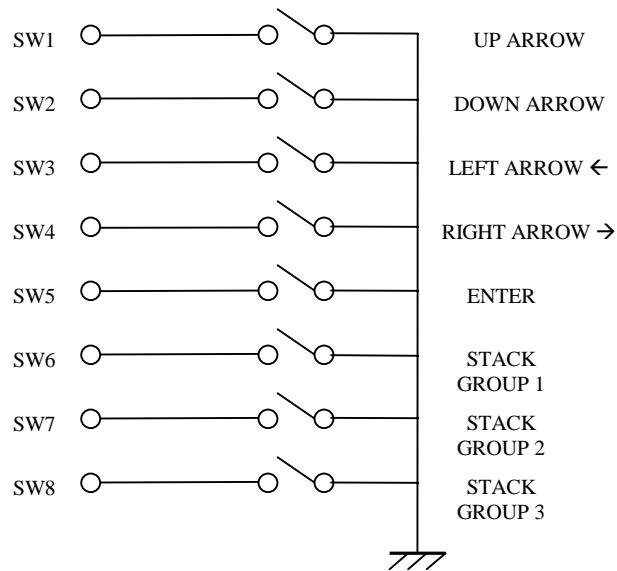 SW1 UP ARROW
SW2 DOWN ARROW
SW3 LEFT ARROW ←
SW4 RIGHT ARROW →
SW5 ENTER
SW6 STACK
GROUP 1
SW7 STACK
GROUP 2
SW8 STACK
GROUP 3